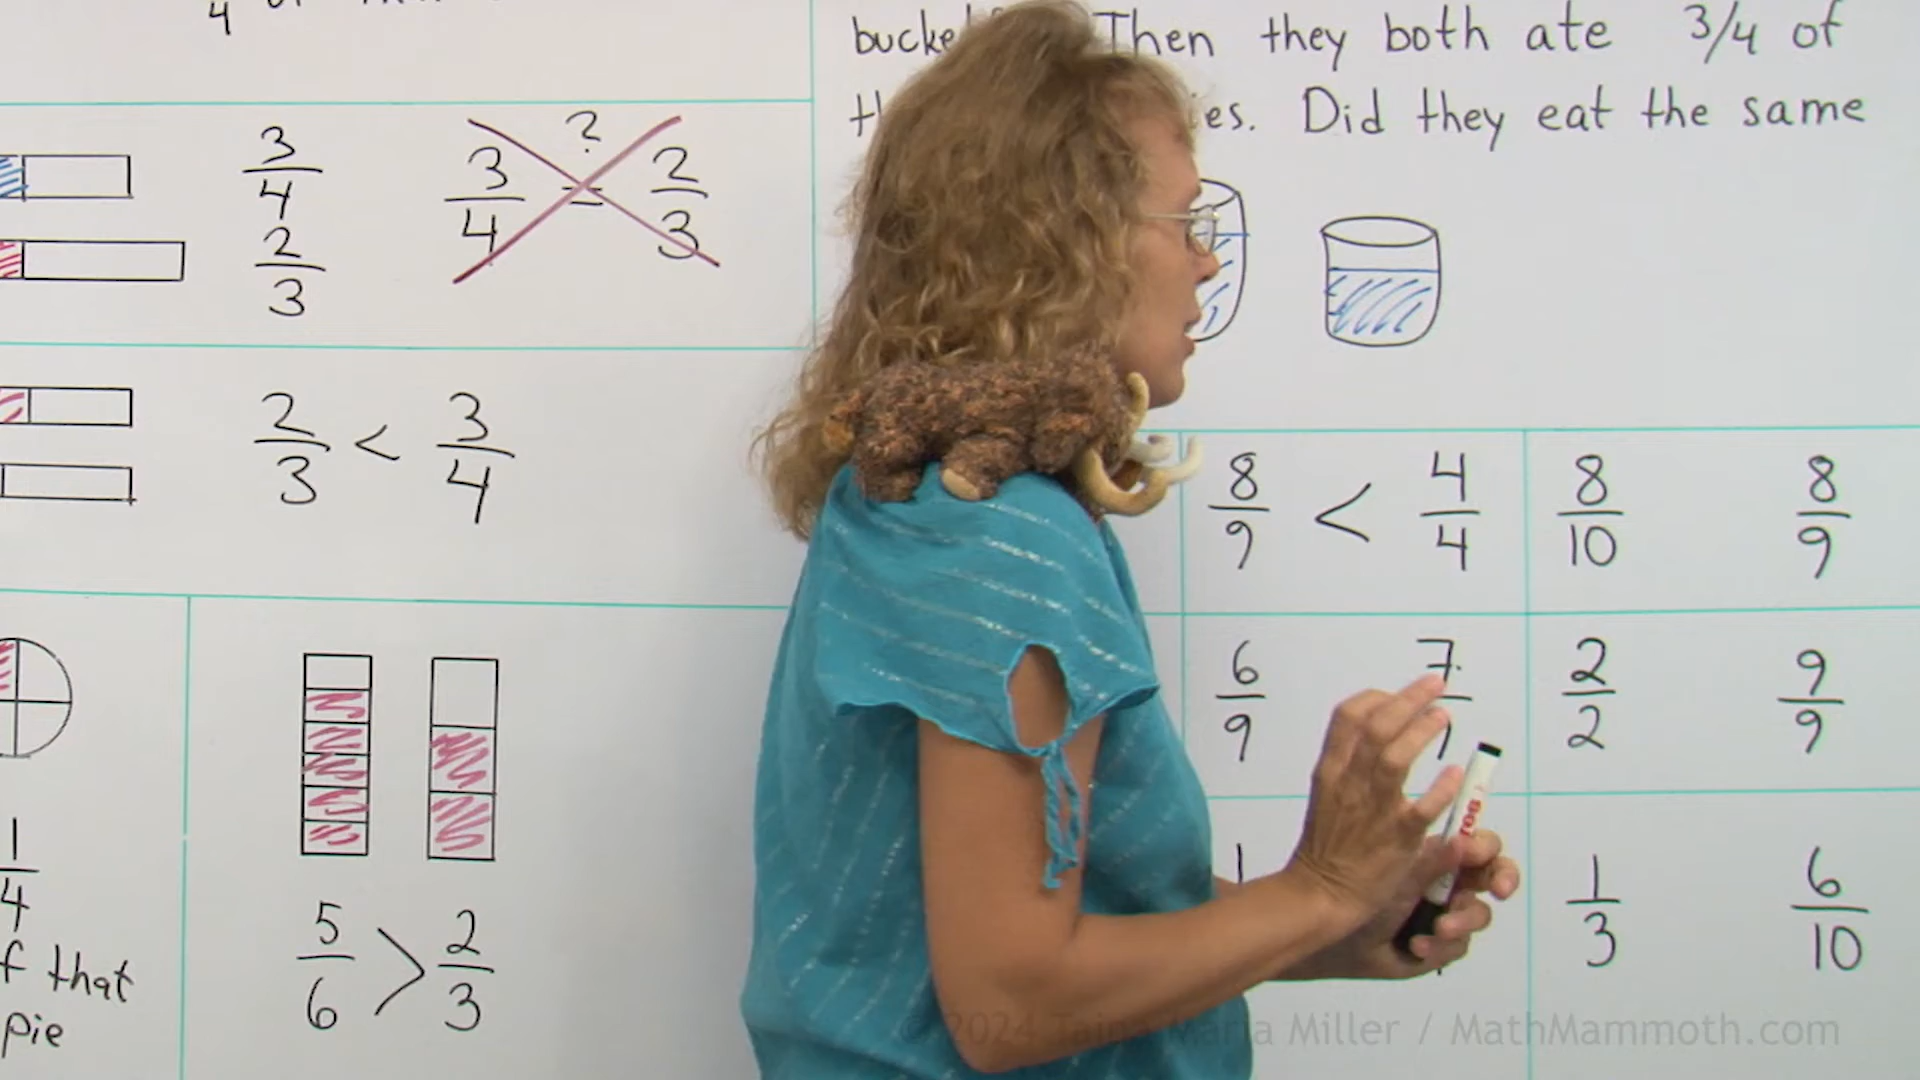 4
bucke Then they both ate 3/4 of
th ies. Did they eat the same
3/4
2/3
?
3/4 = 2/3
2/3 < 3/4
8/9 < 4/4
8/10 8/9
6/9 7
2/2 9/9
1
1/3 6/10
5/6 > 2/3
1/4
f that
pie
© 2024 Taina Maria Miller / MathMammoth.com